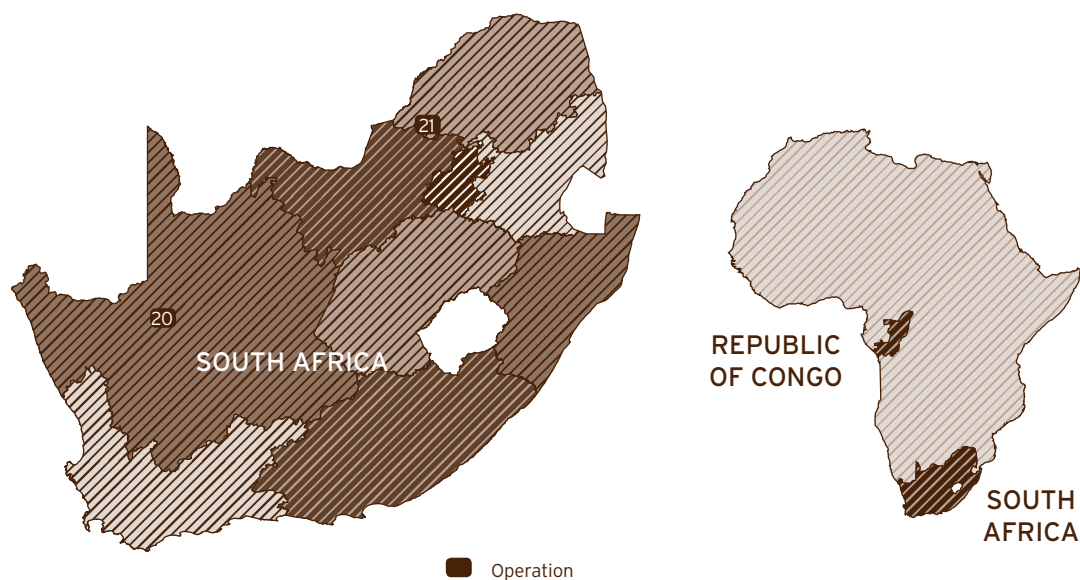 21
20
SOUTH AFRICA
REPUBLIC
OF CONGO
SOUTH
AFRICA
Operation